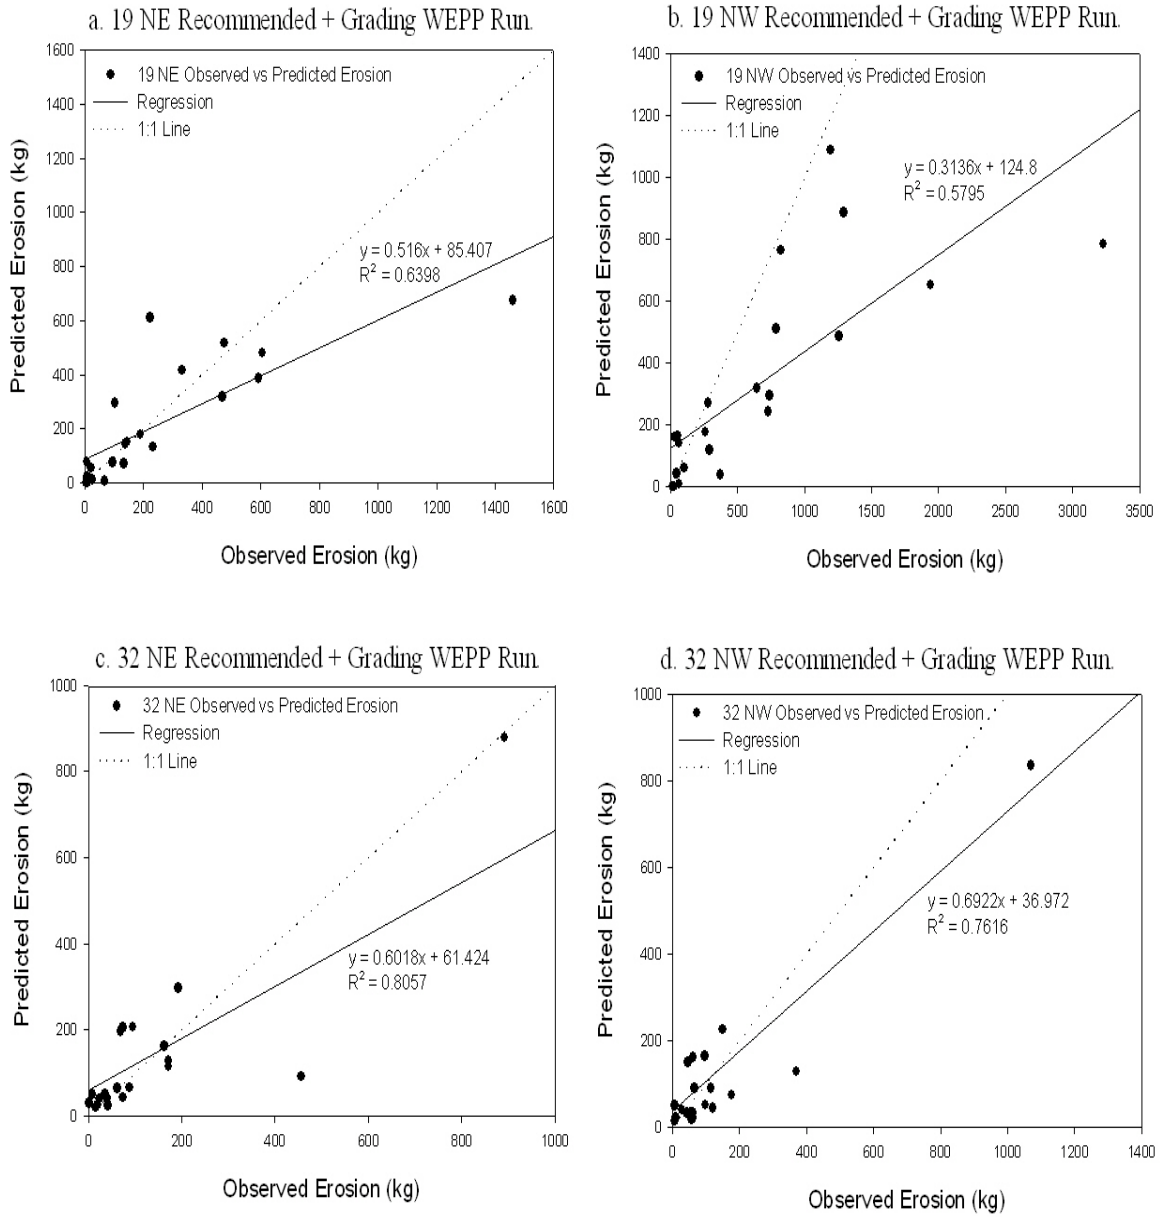 a. 19 NE Recommended + Grading WEPP Run.
1600
1400
1200
1000
800
600
400
200
0
19 NE Observed vs Predicted Erosion
Regression
1:1 Line
y = 0.516x + 85.407
R² = 0.6398
0 200 400 600 800 1000 1200 1400 1600
Predicted Erosion (kg)
Observed Erosion (kg)
b. 19 NW Recommended + Grading WEPP Run.
1400
1200
1000
800
600
400
200
0
19 NW Observed vs Predicted Erosion
Regression
1:1 Line
y = 0.3136x + 124.8
R² = 0.5795
0 500 1000 1500 2000 2500 3000 3500
Predicted Erosion (kg)
Observed Erosion (kg)
c. 32 NE Recommended + Grading WEPP Run.
1000
800
600
400
200
0
32 NE Observed vs Predicted Erosion
Regression
1:1 Line
y = 0.6018x + 61.424
R² = 0.8057
0 200 400 600 800 1000
Predicted Erosion (kg)
Observed Erosion (kg)
d. 32 NW Recommended + Grading WEPP Run.
1000
800
600
400
200
0
32 NW Observed vs Predicted Erosion
Regression
1:1 Line
y = 0.6922x + 36.972
R² = 0.7616
0 200 400 600 800 1000 1200 1400
Predicted Erosion (kg)
Observed Erosion (kg)